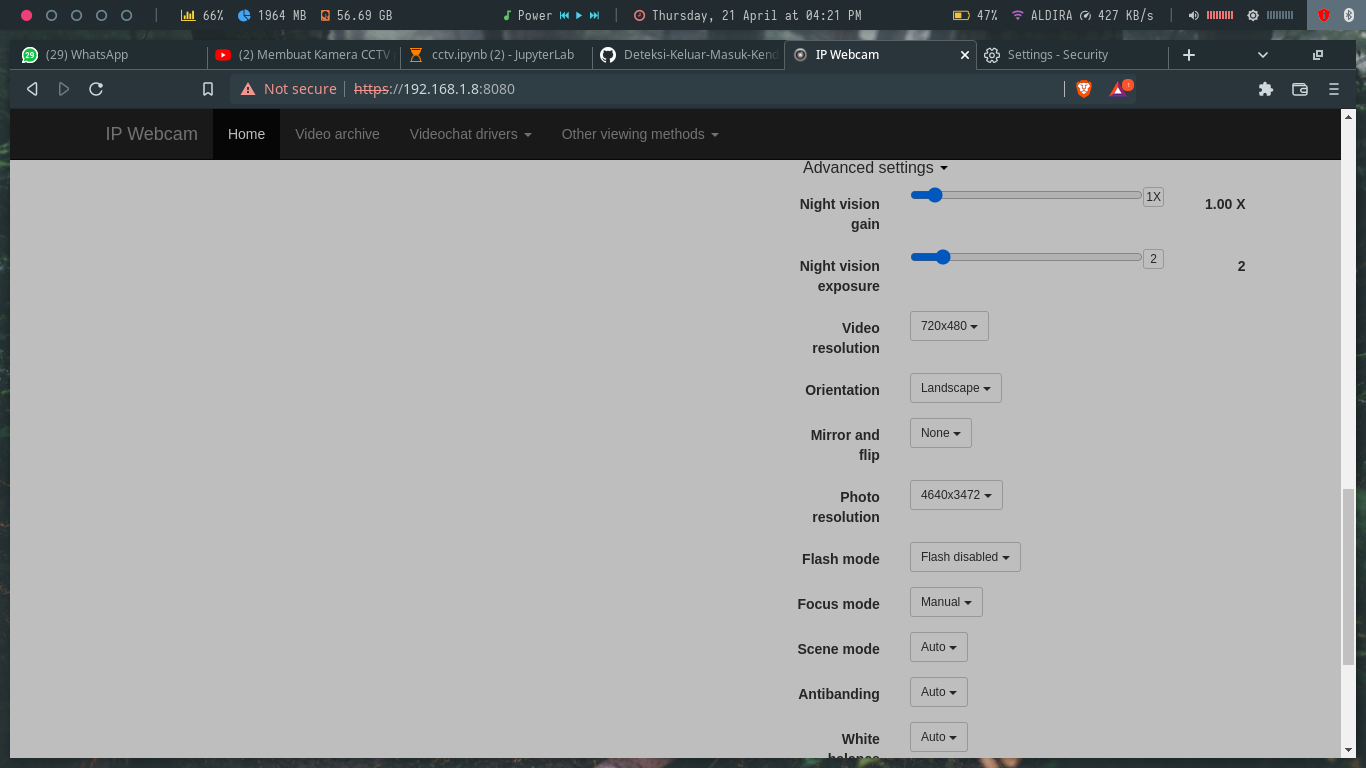 66% 1964 MB 56.69 GB Power Thursday, 21 April at 04:21 PM 47% ALDIRA 427 KB/s
29 (29) WhatsApp (2) Membuat Kamera CCTV cctv.ipynb (2) - JupyterLab Deteksi-Keluar-Masuk-Kend IP Webcam Settings - Security
Not secure https://192.168.1.8:8080 1
IP Webcam Home Video archive Videochat drivers Other viewing methods
Advanced settings
Night vision gain 1X 1.00 X
Night vision exposure 2 2
Video resolution 720x480
Orientation Landscape
Mirror and flip None
Photo resolution 4640x3472
Flash mode Flash disabled
Focus mode Manual
Scene mode Auto
Antibanding Auto
White balance Auto